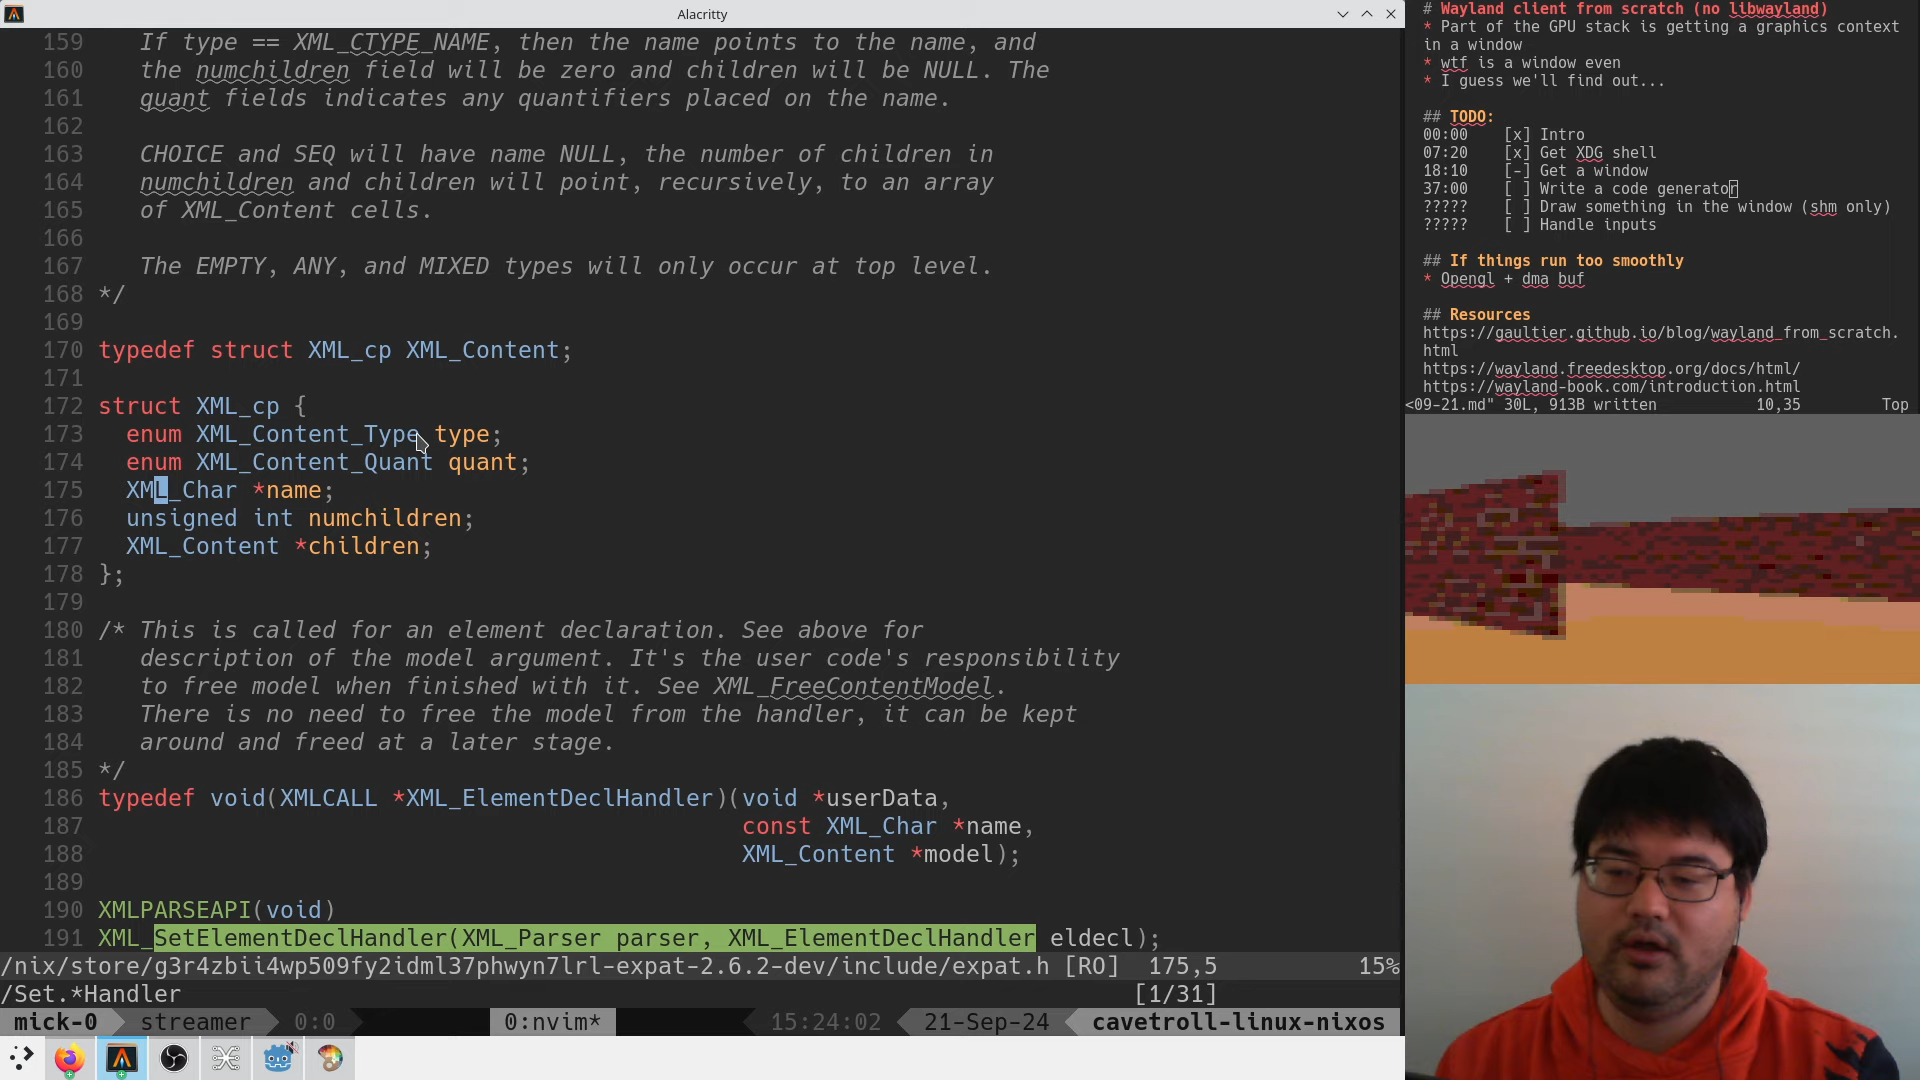 Alacritty
159 If type == XML_CTYPE_NAME, then the name points to the name, and
160 the numchildren field will be zero and children will be NULL. The
161 quant fields indicates any quantifiers placed on the name.
162
163 CHOICE and SEQ will have name NULL, the number of children in
164 numchildren and children will point, recursively, to an array
165 of XML_Content cells.
166
167 The EMPTY, ANY, and MIXED types will only occur at top level.
168 */
169
170 typedef struct XML_cp XML_Content;
171
172 struct XML_cp {
173 enum XML_Content_Type type;
174 enum XML_Content_Quant quant;
175 XML_Char *name;
176 unsigned int numchildren;
177 XML_Content *children;
178 };
179
180 /* This is called for an element declaration. See above for
181 description of the model argument. It's the user code's responsibility
182 to free model when finished with it. See XML_FreeContentModel.
183 There is no need to free the model from the handler, it can be kept
184 around and freed at a later stage.
185 */
186 typedef void(XMLCALL *XML_ElementDeclHandler)(void *userData,
187 const XML_Char *name,
188 XML_Content *model);
189
190 XMLPARSEAPI(void)
191 XML_SetElementDeclHandler(XML_Parser parser, XML_ElementDeclHandler eldecl);
/nix/store/g3r4zbii4wp509fy2idml37phwyn7lrl-expat-2.6.2-dev/include/expat.h [RO] 175,5 15%
/Set.*Handler [1/31]
mick-0 streamer 0:0 0:nvim* 15:24:02 21-Sep-24 cavetroll-linux-nixos
# Wayland client from scratch (no libwayland)
* Part of the GPU stack is getting a graphics context
in a window
* wtf is a window even
* I guess we'll find out...
## TODO:
00:00 [x] Intro
07:20 [x] Get XDG shell
18:10 [-] Get a window
37:00 [ ] Write a code generator
????? [ ] Draw something in the window (shm only)
????? [ ] Handle inputs
## If things run too smoothly
* Opengl + dma buf
## Resources
https://gaultier.github.io/blog/wayland_from_scratch.
html
https://wayland.freedesktop.org/docs/html/
https://wayland-book.com/introduction.html
<09-21.md" 30L, 913B written 10,35 Top